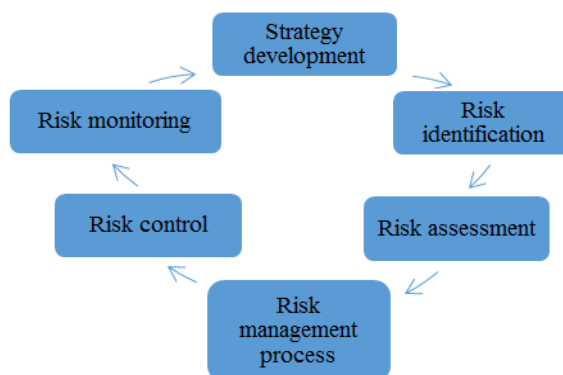 Strategy
development
Risk
identification
Risk assessment
Risk
management
process
Risk control
Risk monitoring